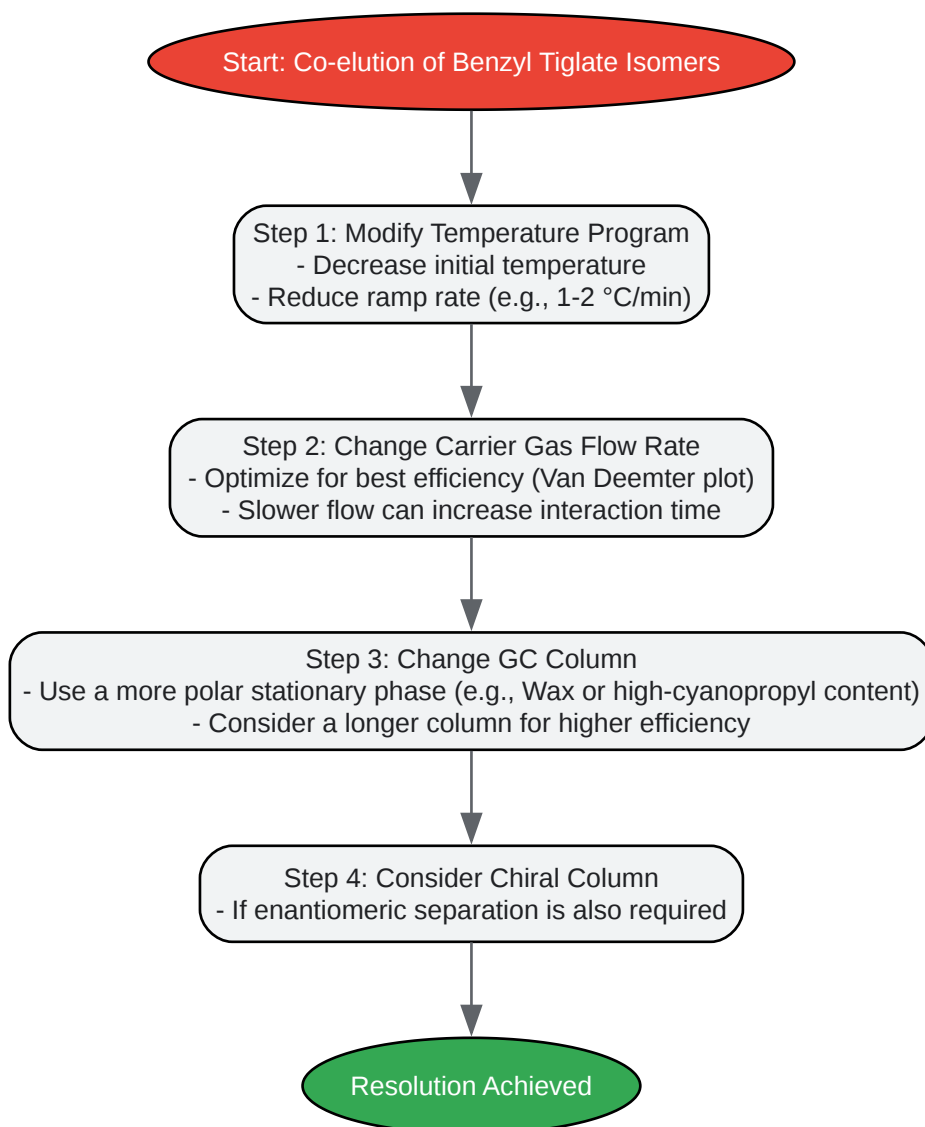 Start: Co-elution of Benzyl Tiglate Isomers
Step 1: Modify Temperature Program
- Decrease initial temperature
- Reduce ramp rate (e.g., 1-2 °C/min)
Step 2: Change Carrier Gas Flow Rate
- Optimize for best efficiency (Van Deemter plot)
- Slower flow can increase interaction time
Step 3: Change GC Column
- Use a more polar stationary phase (e.g., Wax or high-cyanopropyl content)
- Consider a longer column for higher efficiency
Step 4: Consider Chiral Column
- If enantiomeric separation is also required
Resolution Achieved